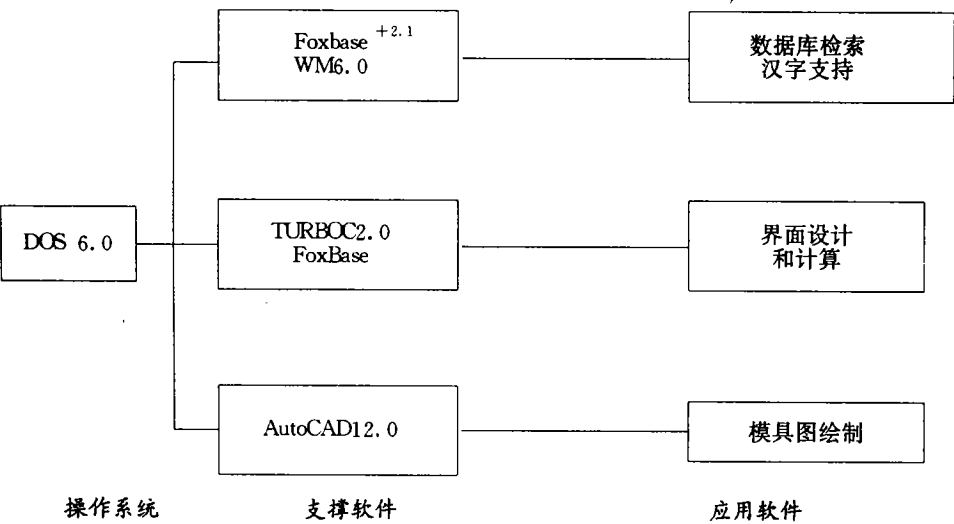 Foxbase +2.1
WM6.0
数据库检索
汉字支持
DOS 6.0
TURBOC2.0
FoxBase
界面设计
和计算
AutoCAD12.0
模具图绘制
操作系统
支撑软件
应用软件